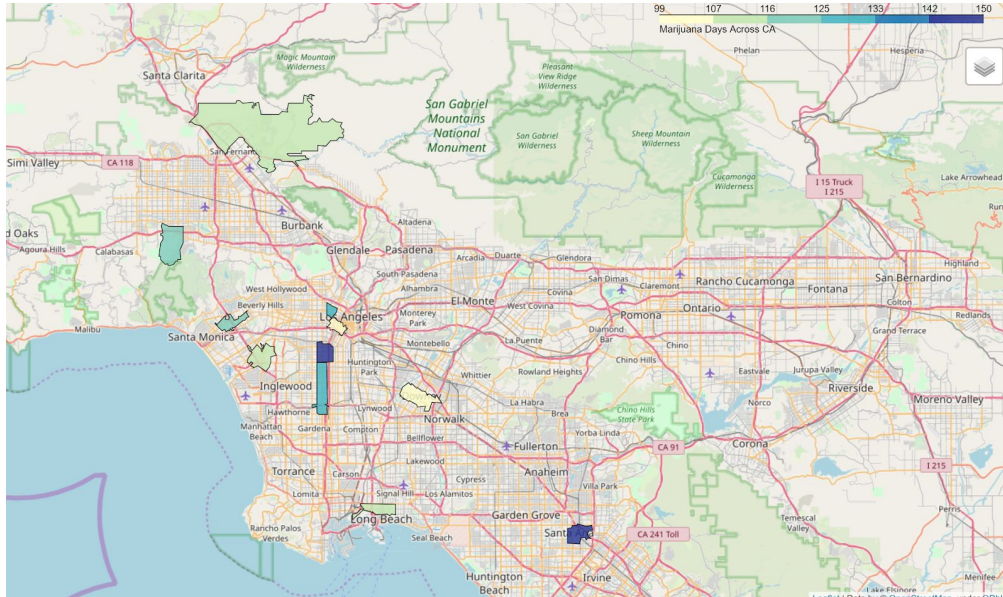 99 107 116 125 133 142 150
Marijuana Days Across CA
Phelan
Hesperia
Magic Mountain
Wilderness
Santa Clarita
Pleasant
View Ridge
Wilderness
San Gabriel
Mountains
National
Monument
San Gabriel
Wilderness
Sheep Mountain
Wilderness
Cucamonga
Wilderness
San Fernan
Simi Valley
CA 118
I 15 Truck
I 215
Lake Arrowhead
Run
Burbank
Altadena
d Oaks
Agoura Hills
Calabasas
Glendale
Pasadena
Arcadia
Duarte
Glendora
South Pasadena
San Dimas
Claremont
Rancho Cucamonga
Fontana
San Bernardino
Highland
West Hollywood
Alhambra
El Monte
West Covina
Covina
Pomona
Ontario
Colton
Redlands
Beverly Hills
Los Angeles
Monterey
Park
Malibu
Santa Monica
Montebello
La Puente
Diamond
Bar
Chino
Grand Terrace
Huntington
Park
Whittier
Rowland Heights
Chino Hills
Eastvale
Jurupa Valley
Riverside
Inglewood
Hawthorne
Lynwood
Norwalk
La Habra
Brea
Chino Hills
State Park
Norco
Moreno Valley
Manhattan
Beach
Gardena
Compton
Bellflower
Fullerton
Yorba Linda
CA 91
Corona
Torrance
Carson
Lakewood
Cypress
Anaheim
I 215
Lomita
Signal Hill
Los Alamitos
Villa Park
Rancho Palos
Verdes
Long Beach
Seal Beach
Garden Grove
Santa Ana
CA 241 Toll
Temescal
Valley
Perris
Huntington
Beach
Irvine
Menifee
Lake Elsinore